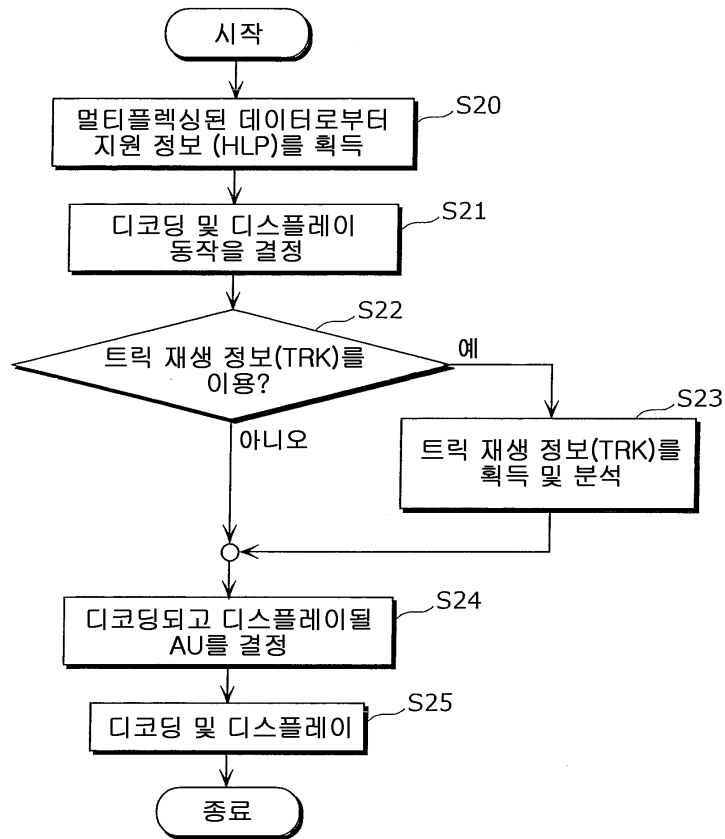 시작
멀티플렉싱된 데이터로부터
지원 정보 (HLP)를 획득
S20
디코딩 및 디스플레이
동작을 결정
S21
트릭 재생 정보(TRK)를
이용?
S22
예
아니오
트릭 재생 정보(TRK)를
획득 및 분석
S23
디코딩되고 디스플레이될
AU를 결정
S24
디코딩 및 디스플레이
S25
종료